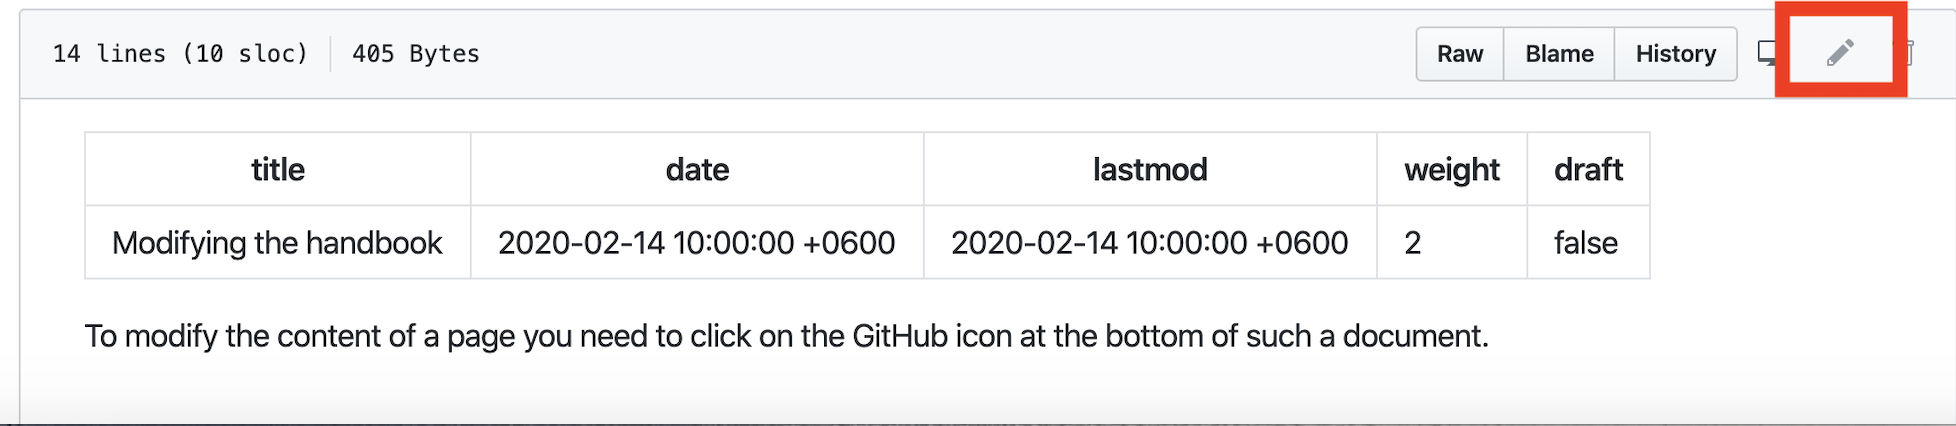 14 lines (10 sloc) 405 Bytes Raw Blame History
title date lastmod weight draft
Modifying the handbook 2020-02-14 10:00:00 +0600 2020-02-14 10:00:00 +0600 2 false
To modify the content of a page you need to click on the GitHub icon at the bottom of such a document.